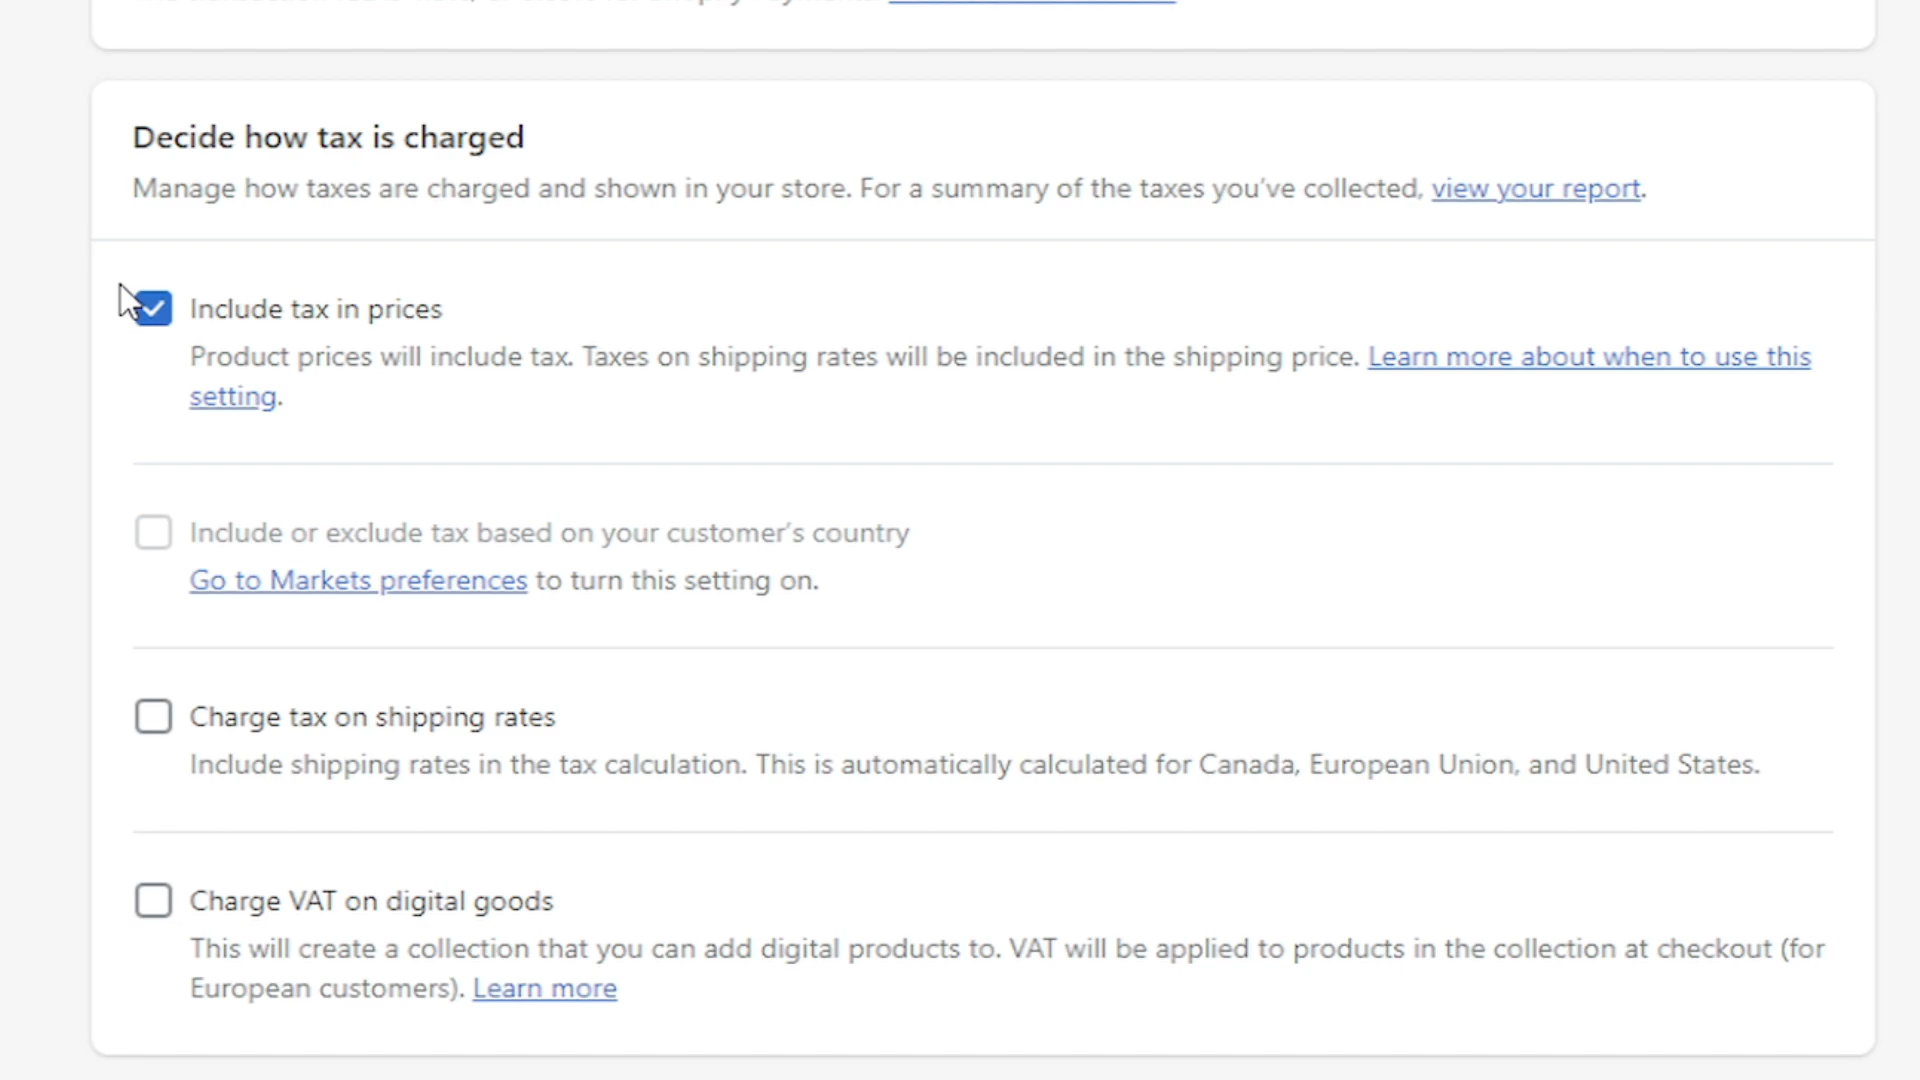 Decide how tax is charged
Manage how taxes are charged and shown in your store. For a summary of the taxes you’ve collected, view your report.
Include tax in prices
Product prices will include tax. Taxes on shipping rates will be included in the shipping price. Learn more about when to use this
setting.
Include or exclude tax based on your customer’s country
Go to Markets preferences to turn this setting on.
Charge tax on shipping rates
Include shipping rates in the tax calculation. This is automatically calculated for Canada, European Union, and United States.
Charge VAT on digital goods
This will create a collection that you can add digital products to. VAT will be applied to products in the collection at checkout (for
European customers). Learn more